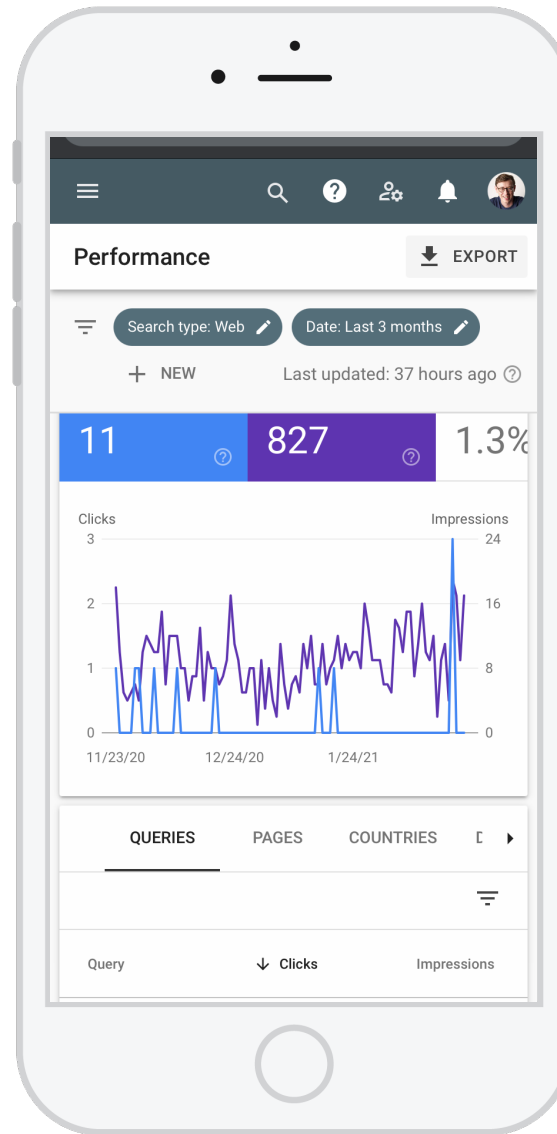 Performance
EXPORT
Search type: Web
Date: Last 3 months
NEW
Last updated: 37 hours ago
11
827
1.3%
Clicks
Impressions
3
24
2
16
1
8
0
0
11/23/20
12/24/20
1/24/21
QUERIES
PAGES
COUNTRIES
Query
Clicks
Impressions